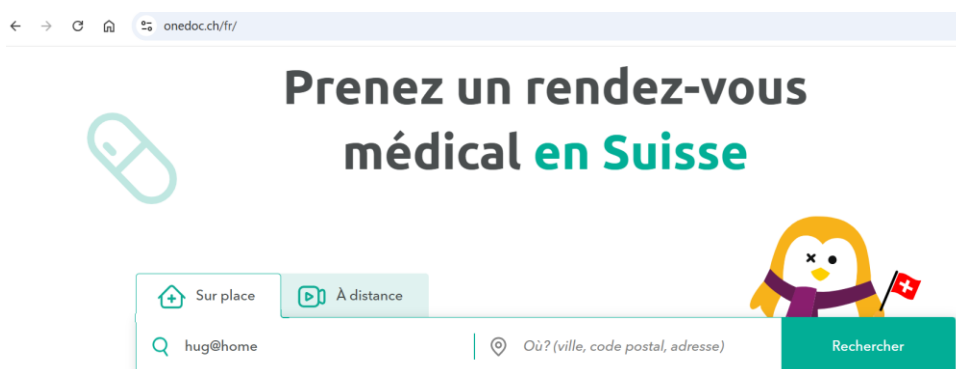 onedoc.ch/fr/
Prenez un rendez-vous
médical en Suisse
Sur place
À distance
hug@home
Où? (ville, code postal, adresse)
Rechercher